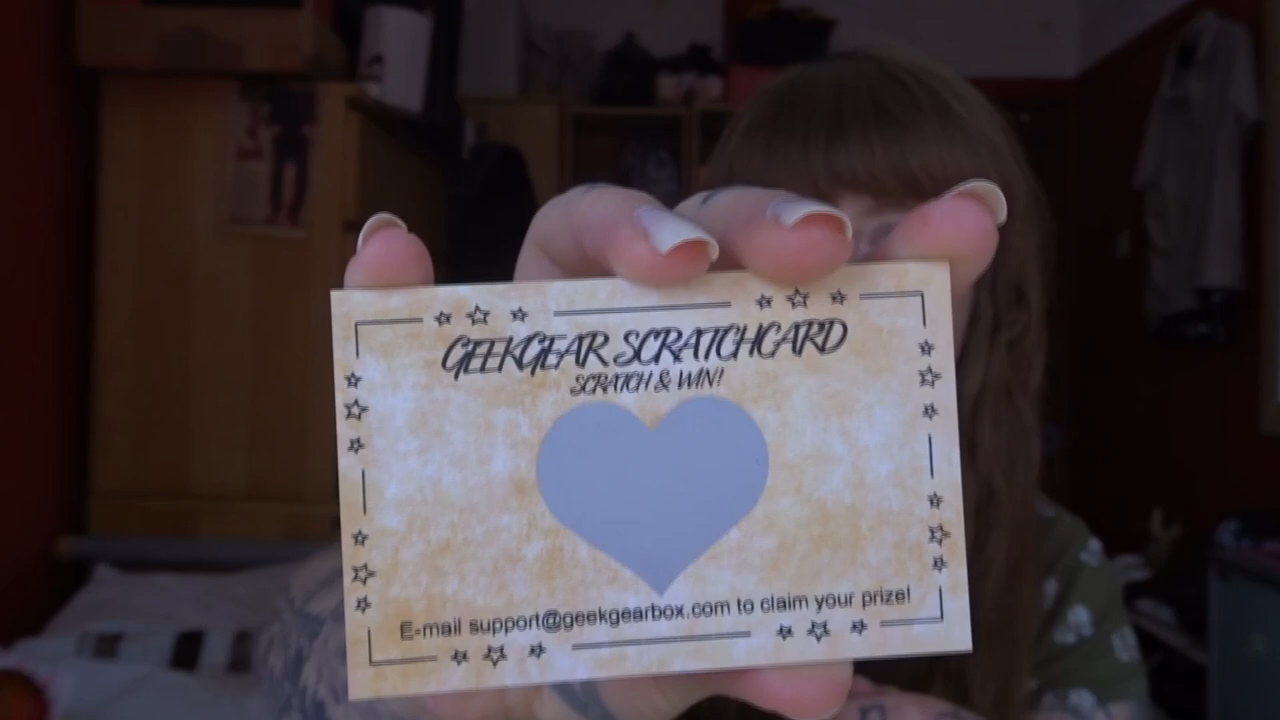 GEEKGEAR SCRATCHCARD
SCRATCH & WIN!
E-mail support@geekgearbox.com to claim your prize!